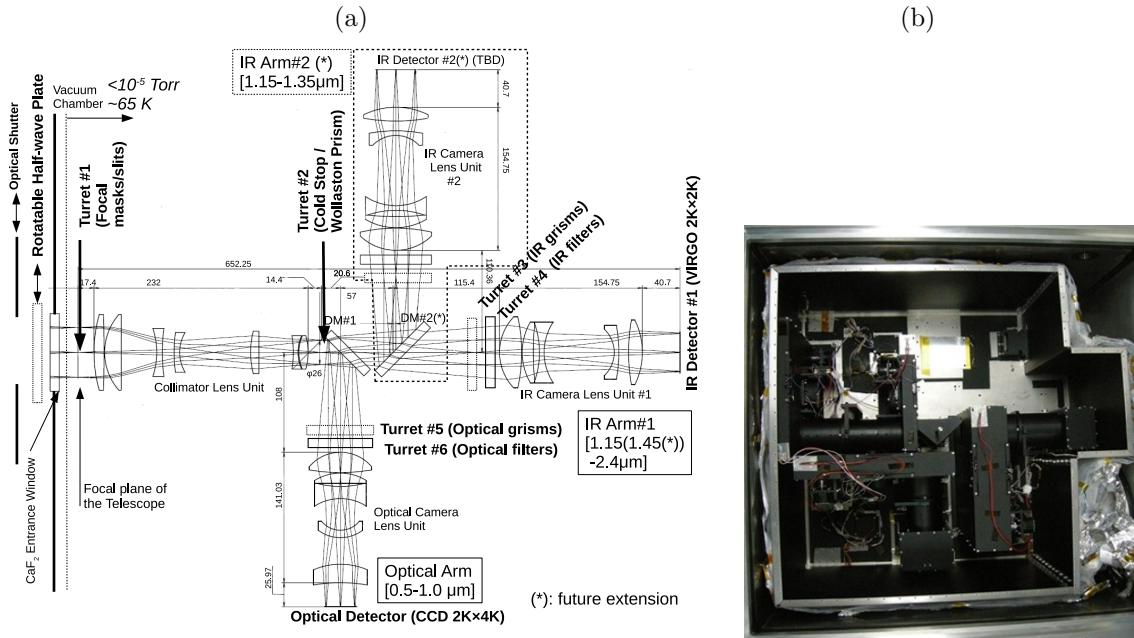 (a)
(b)
Optical Shutter
Rotatable Half-wave Plate
Vacuum
Chamber
<10⁻⁵ Torr
~65 K
Turret #1
(Focal
masks/slits)
Turret #2
(Cold Stop /
Wollaston Prism)
IR Arm#2 (*)
[1.15-1.35μm]
IR Detector #2(*) (TBD)
40.7
IR Camera
Lens Unit
#2
154.75
110.36
Turret #3 (IR grisms)
Turret #4 (IR filters)
IR Detector #1 (VIRGO 2K×2K)
652.25
17.4
232
14.4
20.6
57
115.4
154.75
40.7
DM#1
DM#2(*)
Collimator Lens Unit
φ26
IR Camera Lens Unit #1
108
Turret #5 (Optical grisms)
Turret #6 (Optical filters)
IR Arm#1
[1.15(1.45(*))
-2.4μm]
CaF₂ Entrance Window
Focal plane of
the Telescope
141.03
Optical Camera
Lens Unit
25.97
Optical Arm
[0.5-1.0 μm]
Optical Detector (CCD 2K×4K)
(*): future extension